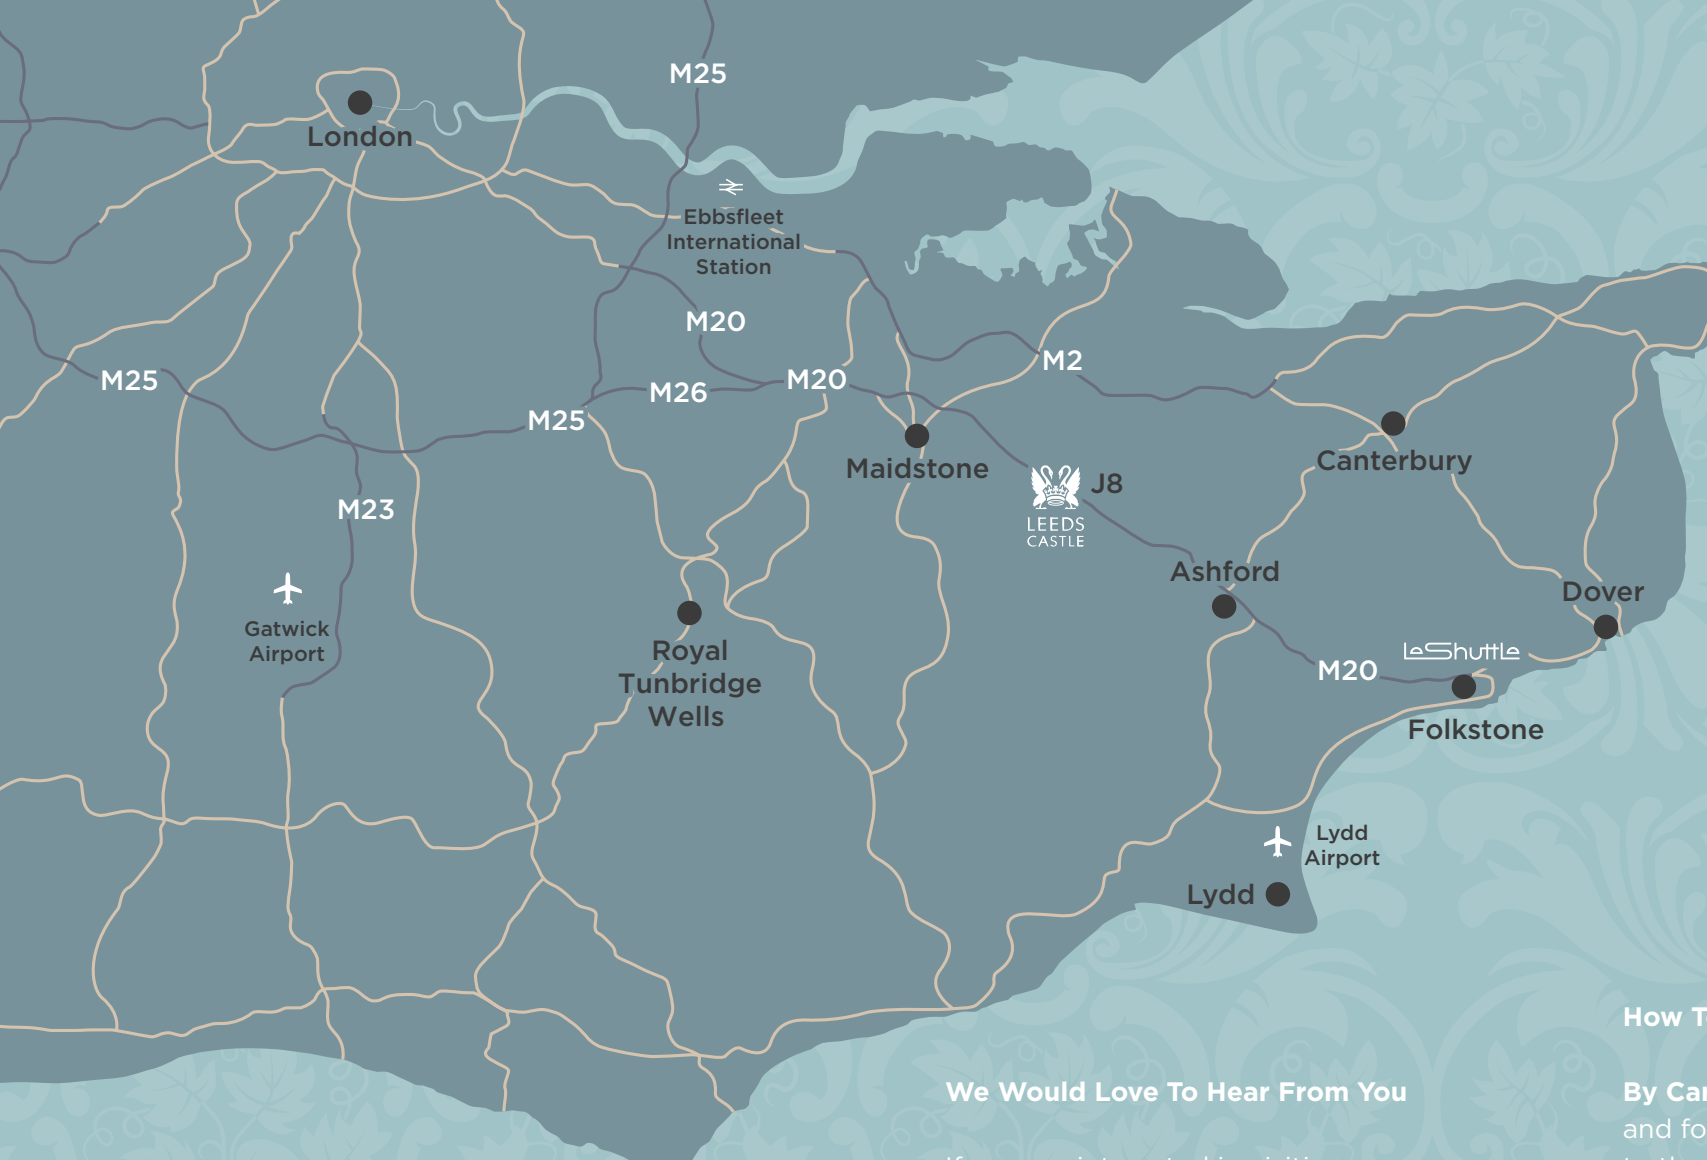 M25
London
Ebbsfleet
International
Station
M20
M2
M25
M26
M20
M25
Maidstone
Canterbury
J8
LEEDS
CASTLE
M23
Ashford
Dover
Gatwick
Airport
Royal
Tunbridge
Wells
LeShuttLe
M20
Folkstone
Lydd
Airport
Lydd
How T
We Would Love To Hear From You
By Car
and fo